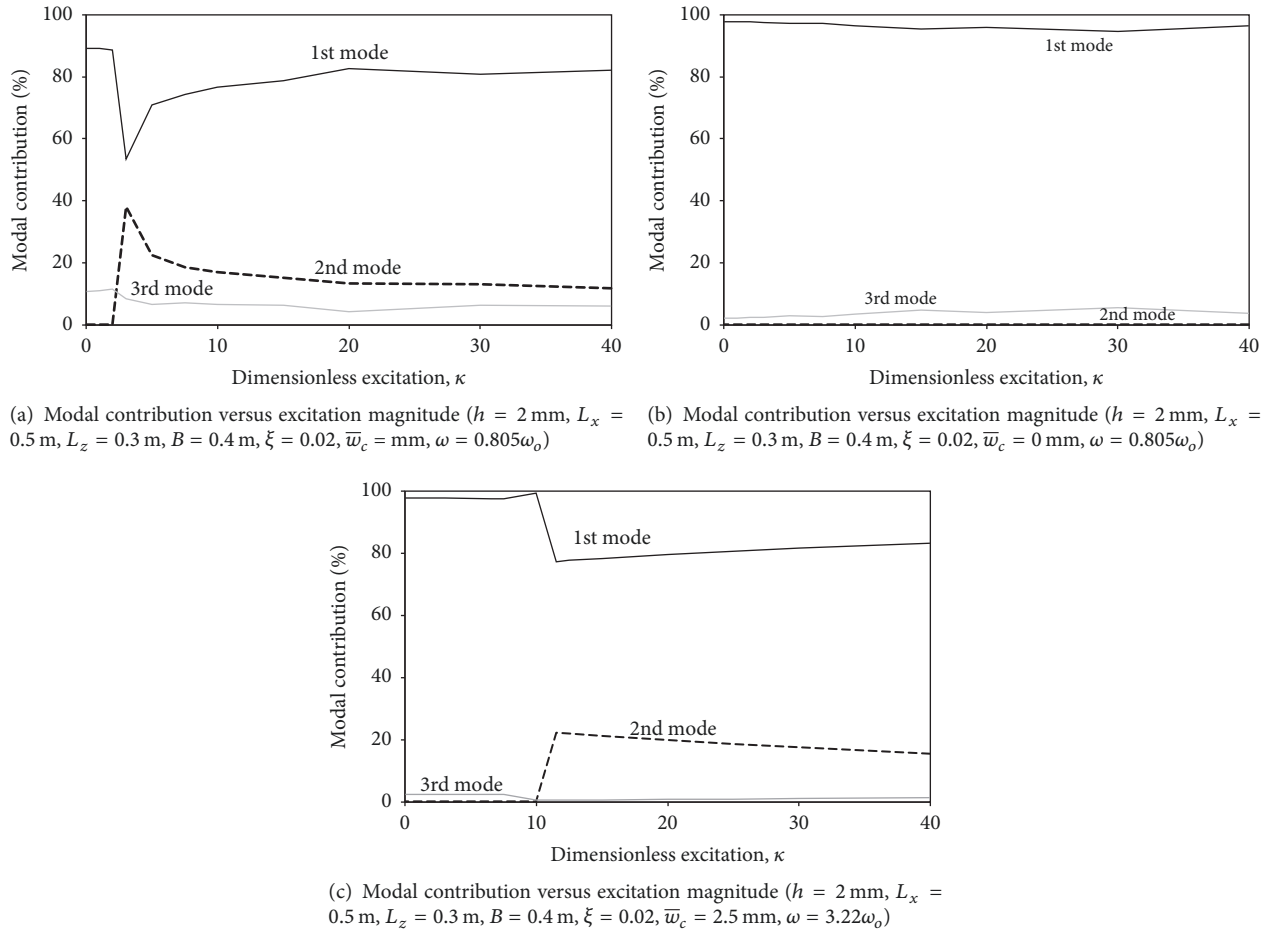 100
80
60
40
20
0
Modal contribution (%)
1st mode
2nd mode
3rd mode
0
10
20
30
40
Dimensionless excitation, κ
(a) Modal contribution versus excitation magnitude (h = 2 mm, Lₓ =
0.5 m, L_z = 0.3 m, B = 0.4 m, ξ = 0.02, w̅_c = mm, ω = 0.805ωₒ)
100
80
60
40
20
0
Modal contribution (%)
1st mode
3rd mode
2nd mode
0
10
20
30
40
Dimensionless excitation, κ
(b) Modal contribution versus excitation magnitude (h = 2 mm, Lₓ =
0.5 m, L_z = 0.3 m, B = 0.4 m, ξ = 0.02, w̅_c = 0 mm, ω = 0.805ωₒ)
100
80
60
40
20
0
Modal contribution (%)
1st mode
2nd mode
3rd mode
0
10
20
30
40
Dimensionless excitation, κ
(c) Modal contribution versus excitation magnitude (h = 2 mm, Lₓ =
0.5 m, L_z = 0.3 m, B = 0.4 m, ξ = 0.02, w̅_c = 2.5 mm, ω = 3.22ωₒ)